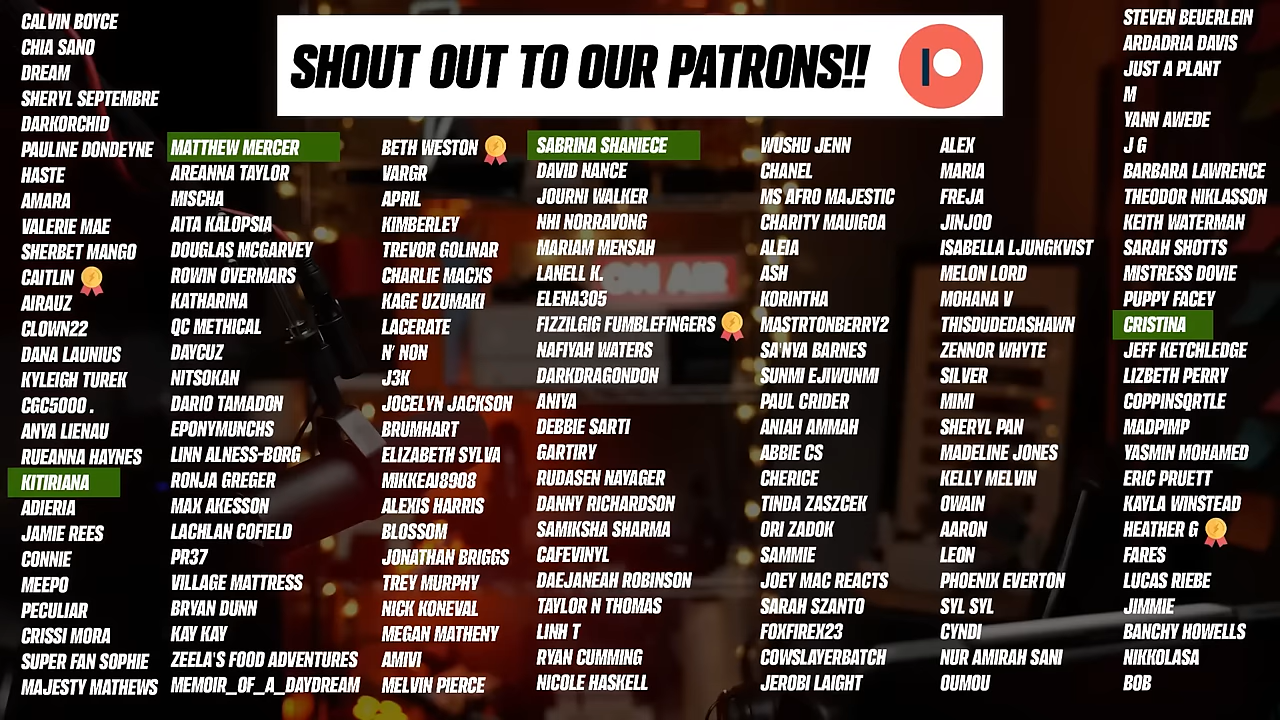 SHOUT OUT TO OUR PATRONS!!
CALVIN BOYCE
CHIA SANO
DREAM
SHERYL SEPTEMBRE
DARKORCHID
PAULINE DONDEYNE
HASTE
AMARA
VALERIE MAE
SHERBET MANGO
CAITLIN
AIRAUZ
CLOWN22
DANA LAUNIUS
KYLEIGH TUREK
CGC5000 .
ANYA LIENAU
RUEANNA HAYNES
KITIRIANA
ADIERIA
JAMIE REES
CONNIE
MEEPO
PECULIAR
CRISSI MORA
SUPER FAN SOPHIE
MAJESTY MATHEWS
MATTHEW MERCER
AREANNA TAYLOR
MISCHA
AITA KALOPSIA
DOUGLAS MCGARVEY
ROWIN OVERMARS
KATHARINA
QC METHICAL
DAYCUZ
NITSOKAN
DARIO TAMADON
EPONYMUNCHS
LINN ALNESS-BORG
RONJA GREGER
MAX AKESSON
LACHLAN COFIELD
PR37
VILLAGE MATTRESS
BRYAN DUNN
KAY KAY
ZEELA'S FOOD ADVENTURES
MEMOIR_OF_A_DAYDREAM
BETH WESTON
VARGR
APRIL
KIMBERLEY
TREVOR GOLINAR
CHARLIE MACKS
KAGE UZUMAKI
LACERATE
N' NON
J3K
JOCELYN JACKSON
BRUMHART
ELIZABETH SYLVA
MIKKEAI8908
ALEXIS HARRIS
BLOSSOM
JONATHAN BRIGGS
TREY MURPHY
NICK KONEVAL
MEGAN MATHENY
AMIVI
MELVIN PIERCE
SABRINA SHANIECE
DAVID NANCE
JOURNI WALKER
NHI NORRAVONG
MARIAM MENSAH
LANELL K.
ELENA305
FIZZILGIG FUMBLEFINGERS
NAFIYAH WATERS
DARKDRAGONDON
ANIYA
DEBBIE SARTI
GARTIRY
RUDASEN NAYAGER
DANNY RICHARDSON
SAMIKSHA SHARMA
CAFEVINYL
DAEJANEAH ROBINSON
TAYLOR N THOMAS
LINH T
RYAN CUMMING
NICOLE HASKELL
WUSHU JENN
CHANEL
MS AFRO MAJESTIC
CHARITY MAUIGOA
ALEIA
ASH
KORINTHA
MASTRTONBERRY2
SA'NYA BARNES
SUNMI EJIWUNMI
PAUL CRIDER
ANIAH AMMAH
ABBIE CS
CHERICE
TINDA ZASZCEK
ORI ZADOK
SAMMIE
JOEY MAC REACTS
SARAH SZANTO
FOXFIREX23
COWSLAYERBATCH
JEROBI LAIGHT
ALEX
MARIA
FREJA
JINJOO
ISABELLA LJUNGKVIST
MELON LORD
MOHANA V
THISDUDEDASHAWN
ZENNOR WHYTE
SILVER
MIMI
SHERYL PAN
MADELINE JONES
KELLY MELVIN
OWAIN
AARON
LEON
PHOENIX EVERTON
SYL SYL
CYNDI
NUR AMIRAH SANI
OUMOU
STEVEN BEUERLEIN
ARDADRIA DAVIS
JUST A PLANT
M
YANN AWEDE
J G
BARBARA LAWRENCE
THEODOR NIKLASSON
KEITH WATERMAN
SARAH SHOTTS
MISTRESS DOVIE
PUPPY FACEY
CRISTINA
JEFF KETCHLEDGE
LIZBETH PERRY
COPPINSQRTLE
MADPIMP
YASMIN MOHAMED
ERIC PRUETT
KAYLA WINSTEAD
HEATHER G
FARES
LUCAS RIEBE
JIMMIE
BANCHY HOWELLS
NIKKOLASA
BOB
ON AIR